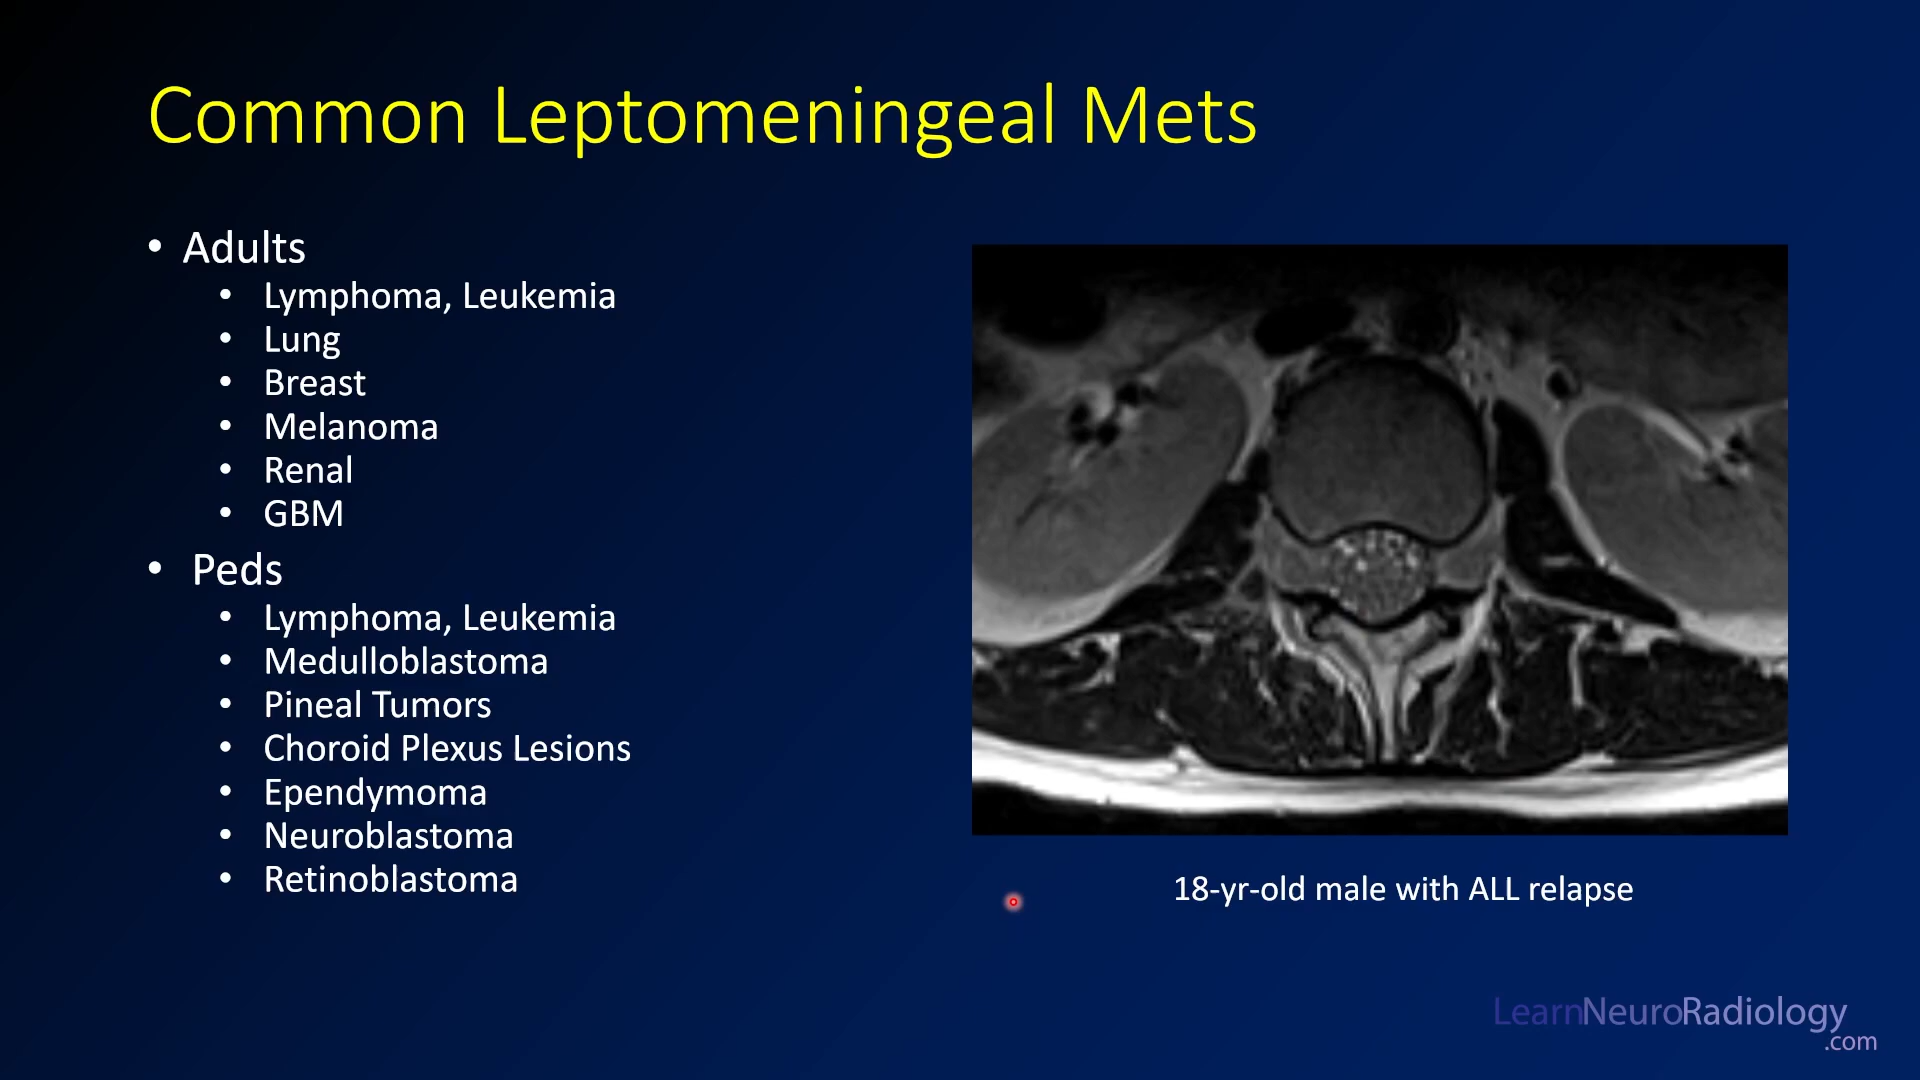 Common Leptomeningeal Mets
• Adults
• Lymphoma, Leukemia
• Lung
• Breast
• Melanoma
• Renal
• GBM
• Peds
• Lymphoma, Leukemia
• Medulloblastoma
• Pineal Tumors
• Choroid Plexus Lesions
• Ependymoma
• Neuroblastoma
• Retinoblastoma
18-yr-old male with ALL relapse
LearnNeuroRadiology
.com